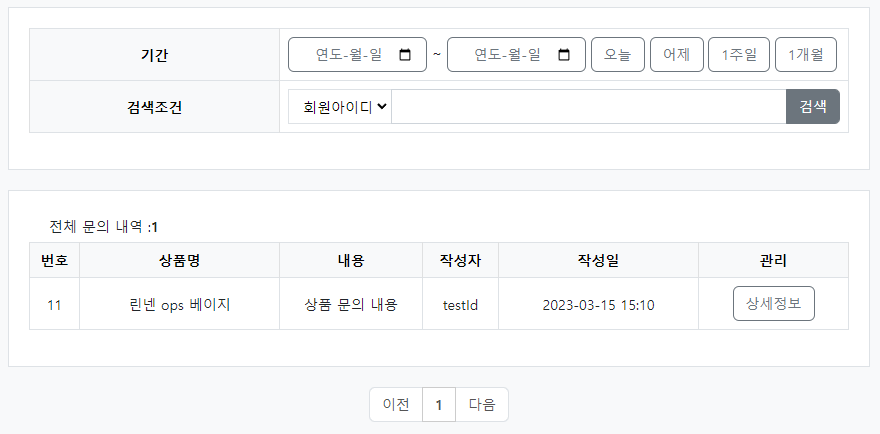 기간 연도-월-일 ~ 연도-월-일 오늘 어제 1주일 1개월
검색조건 회원아이디 검색
전체 문의 내역 :1
번호 상품명 내용 작성자 작성일 관리
11 린넨 ops 베이지 상품 문의 내용 testId 2023-03-15 15:10 상세정보
이전 1 다음